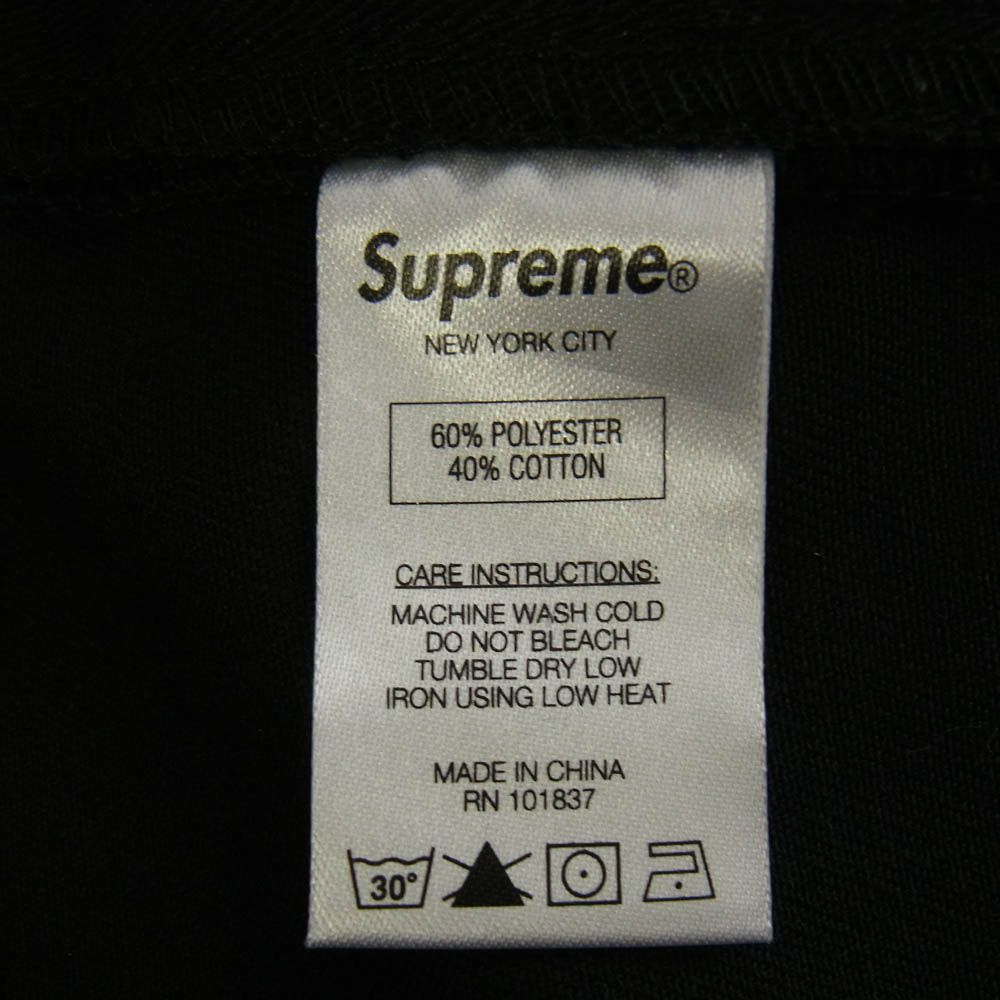 Supreme®
NEW YORK CITY
60% POLYESTER
40% COTTON
CARE INSTRUCTIONS:
MACHINE WASH COLD
DO NOT BLEACH
TUMBLE DRY LOW
IRON USING LOW HEAT
MADE IN CHINA
RN 101837
30°